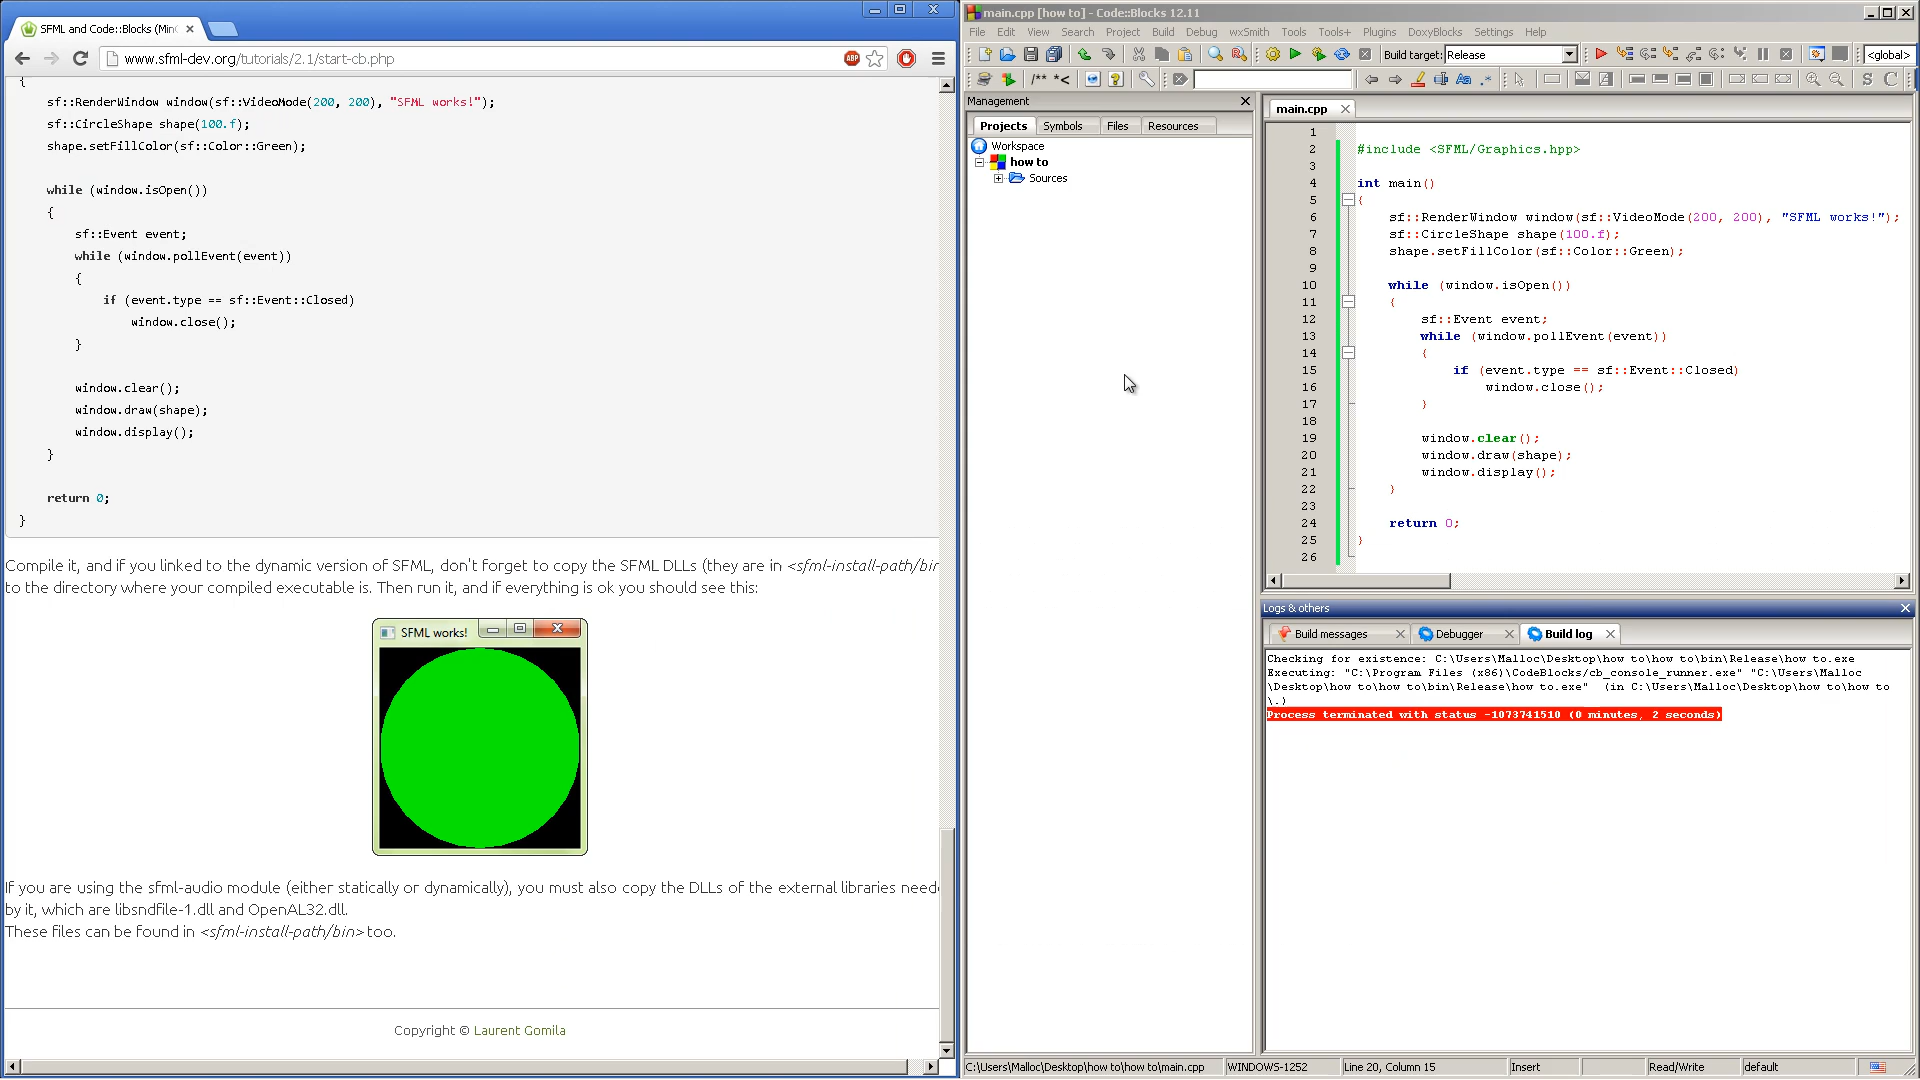 SFML and Code::Blocks (Min
www.sfml-dev.org/tutorials/2.1/start-cb.php
ABP
{
sf::RenderWindow window(sf::VideoMode(200, 200), "SFML works!");
sf::CircleShape shape(100.f);
shape.setFillColor(sf::Color::Green);
while (window.isOpen())
{
sf::Event event;
while (window.pollEvent(event))
{
if (event.type == sf::Event::Closed)
window.close();
}
window.clear();
window.draw(shape);
window.display();
}
return 0;
}
Compile it, and if you linked to the dynamic version of SFML, don't forget to copy the SFML DLLs (they are in <sfml-install-path/bin
to the directory where your compiled executable is. Then run it, and if everything is ok you should see this:
SFML works!
If you are using the sfml-audio module (either statically or dynamically), you must also copy the DLLs of the external libraries neede
by it, which are libsndfile-1.dll and OpenAL32.dll.
These files can be found in <sfml-install-path/bin> too.
Copyright © Laurent Gomila
main.cpp [how to] - Code::Blocks 12.11
File Edit View Search Project Build Debug wxSmith Tools Tools+ Plugins DoxyBlocks Settings Help
Build target: Release
<global>
/** *<
Management
Projects Symbols Files Resources
Workspace
how to
Sources
main.cpp
1
2 #include <SFML/Graphics.hpp>
3
4 int main()
5 {
6 sf::RenderWindow window(sf::VideoMode(200, 200), "SFML works!");
7 sf::CircleShape shape(100.f);
8 shape.setFillColor(sf::Color::Green);
9
10 while (window.isOpen())
11 {
12 sf::Event event;
13 while (window.pollEvent(event))
14 {
15 if (event.type == sf::Event::Closed)
16 window.close();
17 }
18
19 window.clear();
20 window.draw(shape);
21 window.display();
22 }
23
24 return 0;
25 }
26
Logs & others
Build messages Debugger Build log
Checking for existence: C:\Users\Malloc\Desktop\how to\how to\bin\Release\how to.exe
Executing: "C:\Program Files (x86)\CodeBlocks/cb_console_runner.exe" "C:\Users\Malloc
\Desktop\how to\how to\bin\Release\how to.exe"  (in C:\Users\Malloc\Desktop\how to\how to
\.)
Process terminated with status -1073741510 (0 minutes, 2 seconds)
C:\Users\Malloc\Desktop\how to\how to\main.cpp WINDOWS-1252 Line 20, Column 15 Insert Read/Write default